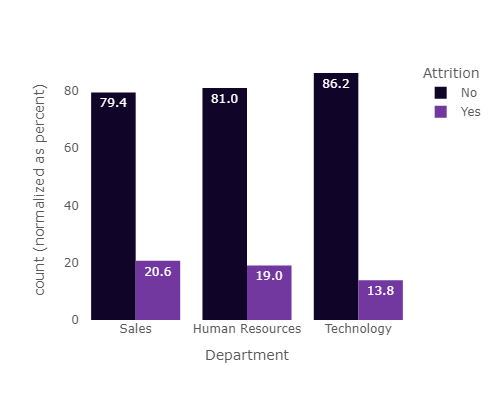 Attrition
No
Yes
count (normalized as percent)
80
60
40
20
0
79.4
20.6
81.0
19.0
86.2
13.8
Sales
Human Resources
Technology
Department